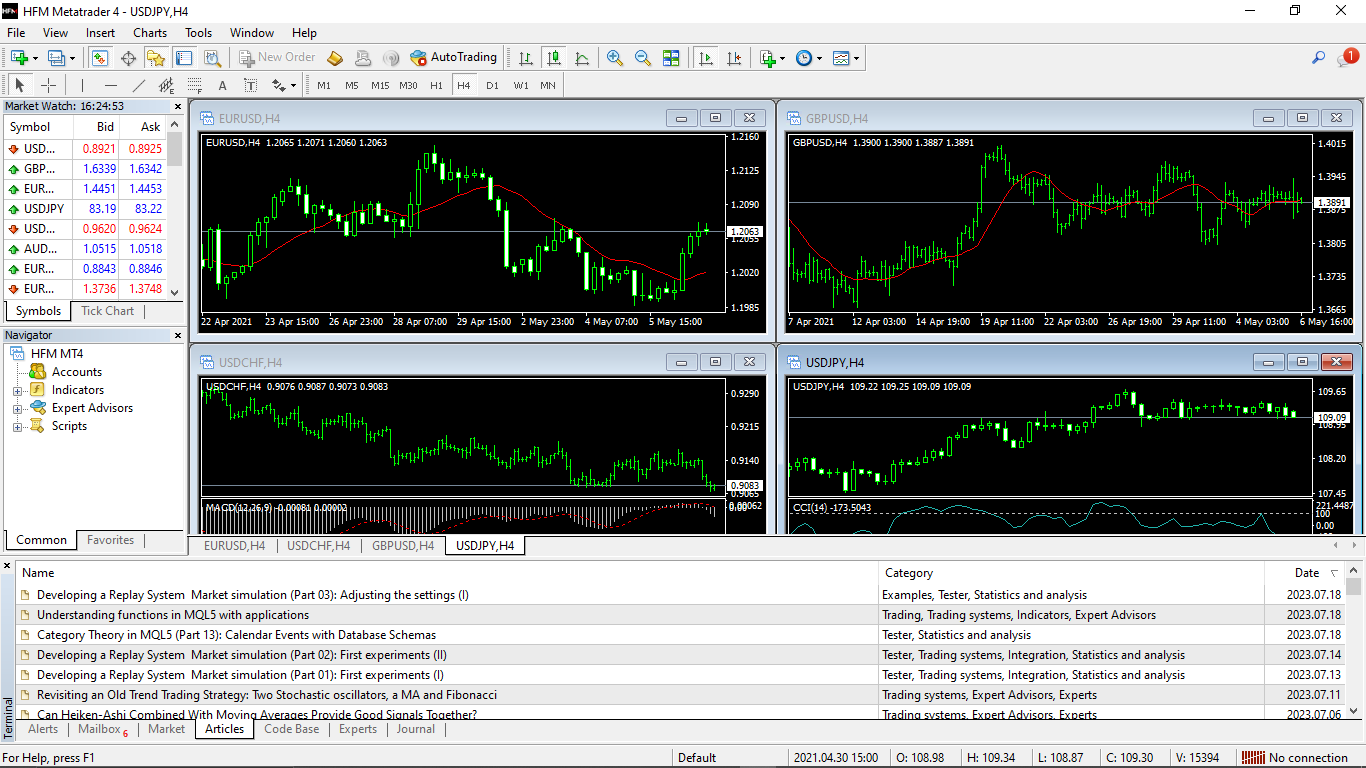 HFM Metatrader 4 - USDJPY,H4
File View Insert Charts Tools Window Help
New Order AutoTrading 1
A T M1 M5 M15 M30 H1 H4 D1 W1 MN
Market Watch: 16:24:53
Symbol Bid Ask
USD... 0.8921 0.8925
GBP... 1.6339 1.6342
EUR... 1.4451 1.4453
USDJPY 83.19 83.22
USD... 0.9620 0.9624
AUD... 1.0515 1.0518
EUR... 0.8843 0.8846
EUR... 1.3736 1.3748
Symbols Tick Chart
Navigator
HFM MT4
Accounts
Indicators
Expert Advisors
Scripts
Common Favorites
EURUSD,H4
EURUSD,H4 1.2065 1.2071 1.2060 1.2063
1.2160
1.2125
1.2090
1.2063
1.2055
1.2020
1.1985
22 Apr 2021 23 Apr 15:00 26 Apr 23:00 28 Apr 07:00 29 Apr 15:00 2 May 23:00 4 May 07:00 5 May 15:00
GBPUSD,H4
GBPUSD,H4 1.3900 1.3900 1.3887 1.3891
1.4015
1.3945
1.3891
1.3875
1.3805
1.3735
1.3665
7 Apr 2021 12 Apr 03:00 14 Apr 19:00 19 Apr 11:00 22 Apr 03:00 26 Apr 19:00 29 Apr 11:00 4 May 03:00 6 May 16:00
USDCHF,H4
USDCHF,H4 0.9076 0.9087 0.9073 0.9083
0.9290
0.9215
0.9140
0.9083
0.9065
MACD(12,26,9) -0.00081 0.00002
0.00062
0.00
USDJPY,H4
USDJPY,H4 109.22 109.25 109.09 109.09
109.65
109.09
108.95
108.20
107.45
CCI(14) -173.5043
221.4487
100
0.00
EURUSD,H4 USDCHF,H4 GBPUSD,H4 USDJPY,H4
Terminal
Name Category Date
Developing a Replay System Market simulation (Part 03): Adjusting the settings (I) Examples, Tester, Statistics and analysis 2023.07.18
Understanding functions in MQL5 with applications Trading, Trading systems, Indicators, Expert Advisors 2023.07.18
Category Theory in MQL5 (Part 13): Calendar Events with Database Schemas Tester, Statistics and analysis 2023.07.18
Developing a Replay System Market simulation (Part 02): First experiments (II) Tester, Trading systems, Integration, Statistics and analysis 2023.07.14
Developing a Replay System Market simulation (Part 01): First experiments (I) Tester, Trading systems, Integration, Statistics and analysis 2023.07.13
Revisiting an Old Trend Trading Strategy: Two Stochastic oscillators, a MA and Fibonacci Trading systems, Expert Advisors, Experts 2023.07.11
Can Heiken-Ashi Combined With Moving Averages Provide Good Signals Together? Trading systems, Expert Advisors, Experts 2023.07.06
Alerts Mailbox 6 Market Articles Code Base Experts Journal
For Help, press F1 Default 2021.04.30 15:00 O: 108.98 H: 109.34 L: 108.87 C: 109.30 V: 15394 No connection